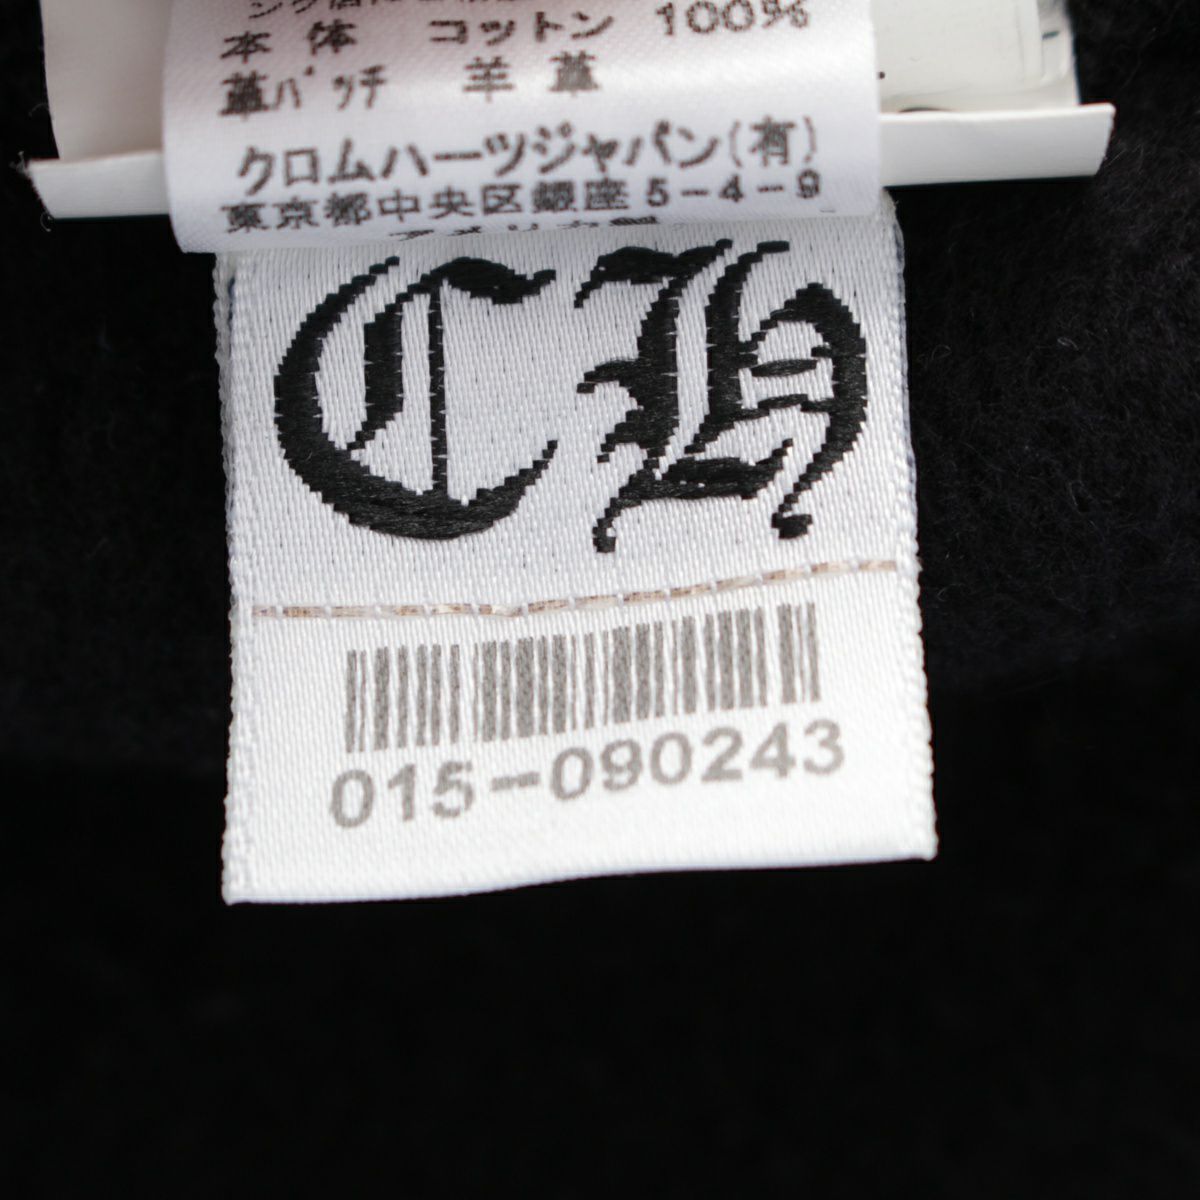 本体 コットン 100%
革パッチ 羊革
クロムハーツジャパン(有)
東京都中央区銀座5-4-9
CH
015-090243